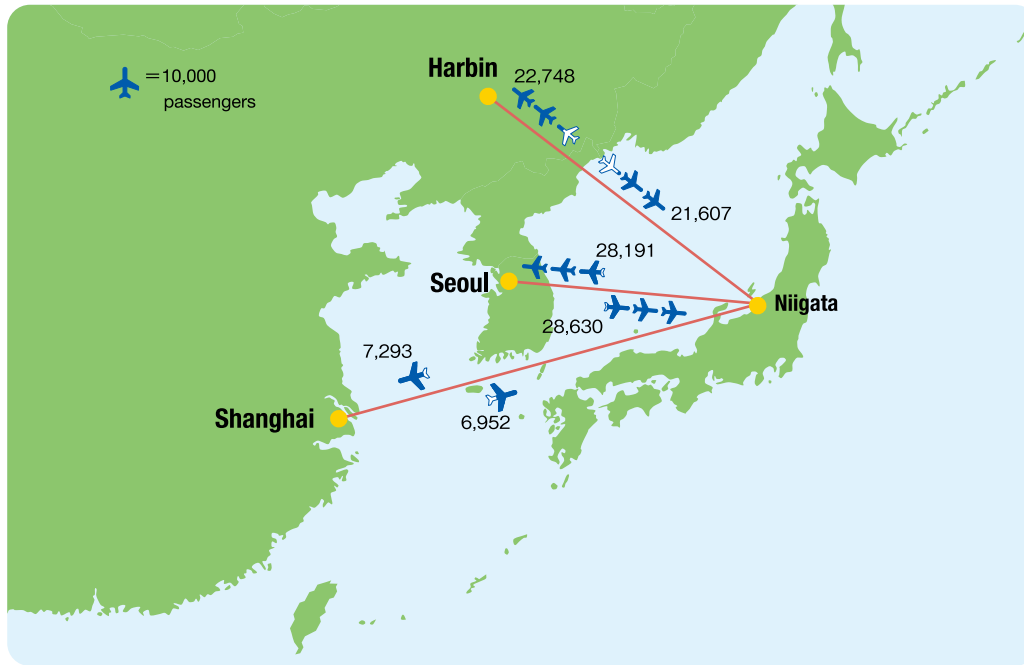 =10,000
passengers
Harbin
22,748
21,607
28,191
Seoul
Niigata
28,630
7,293
Shanghai
6,952